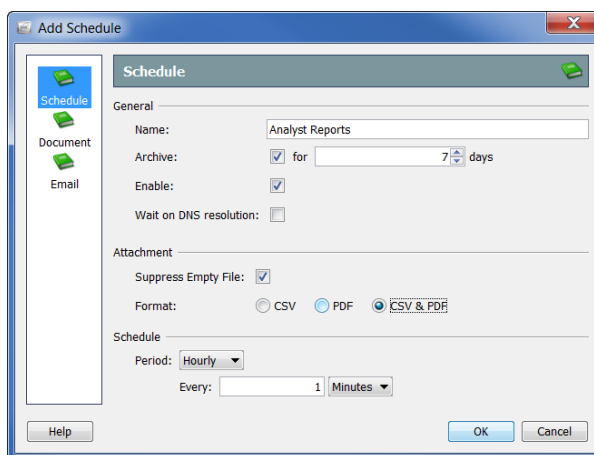 Add Schedule
Schedule
Document
Email
Schedule
General
Name: Analyst Reports
Archive: for 7 days
Enable:
Wait on DNS resolution:
Attachment
Suppress Empty File:
Format: CSV PDF CSV & PDF
Schedule
Period: Hourly
Every: 1 Minutes
Help OK Cancel